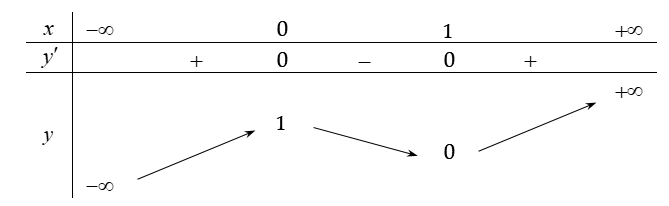 x −∞ 0 1 +∞
y′ + 0 − 0 +
+∞
1
y
0
−∞